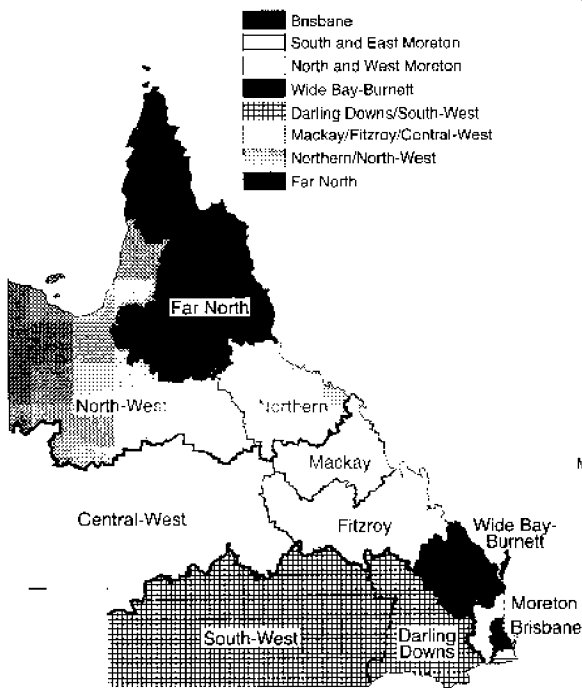 Brisbane
South and East Moreton
North and West Moreton
Wide Bay-Burnett
Darling Downs/South-West
Mackay/Fitzroy/Central-West
Northern/North-West
Far North
Far North
North-West
Northern
Mackay
Central-West
Fitzroy
Wide Bay-
Burnett
Moreton
Brisbane
South-West
Darling
Downs